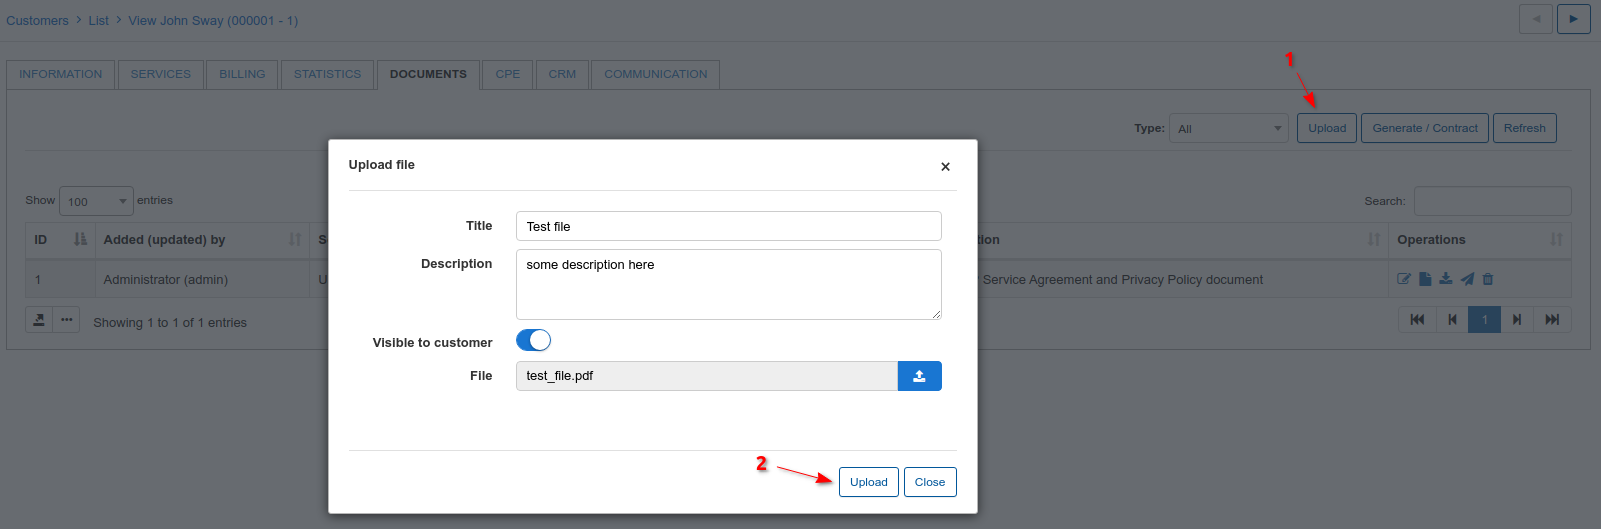 Customers > List > View John Sway (000001 - 1)
INFORMATION SERVICES BILLING STATISTICS DOCUMENTS CPE CRM COMMUNICATION
1
Type: All Upload Generate / Contract Refresh
Upload file ×
Show 100 entries
Search:
Title Test file
ID Added (updated) by S tion Operations
Description some description here
1 Administrator (admin) U Service Agreement and Privacy Policy document
Showing 1 to 1 of 1 entries
1
Visible to customer
File test_file.pdf
2
Upload Close